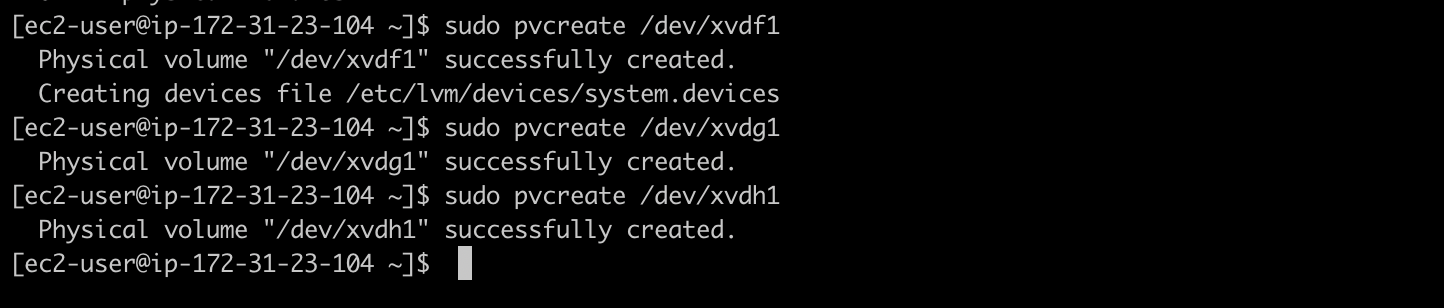 [ec2-user@ip-172-31-23-104 ~]$ sudo pvcreate /dev/xvdf1
  Physical volume "/dev/xvdf1" successfully created.
  Creating devices file /etc/lvm/devices/system.devices
[ec2-user@ip-172-31-23-104 ~]$ sudo pvcreate /dev/xvdg1
  Physical volume "/dev/xvdg1" successfully created.
[ec2-user@ip-172-31-23-104 ~]$ sudo pvcreate /dev/xvdh1
  Physical volume "/dev/xvdh1" successfully created.
[ec2-user@ip-172-31-23-104 ~]$